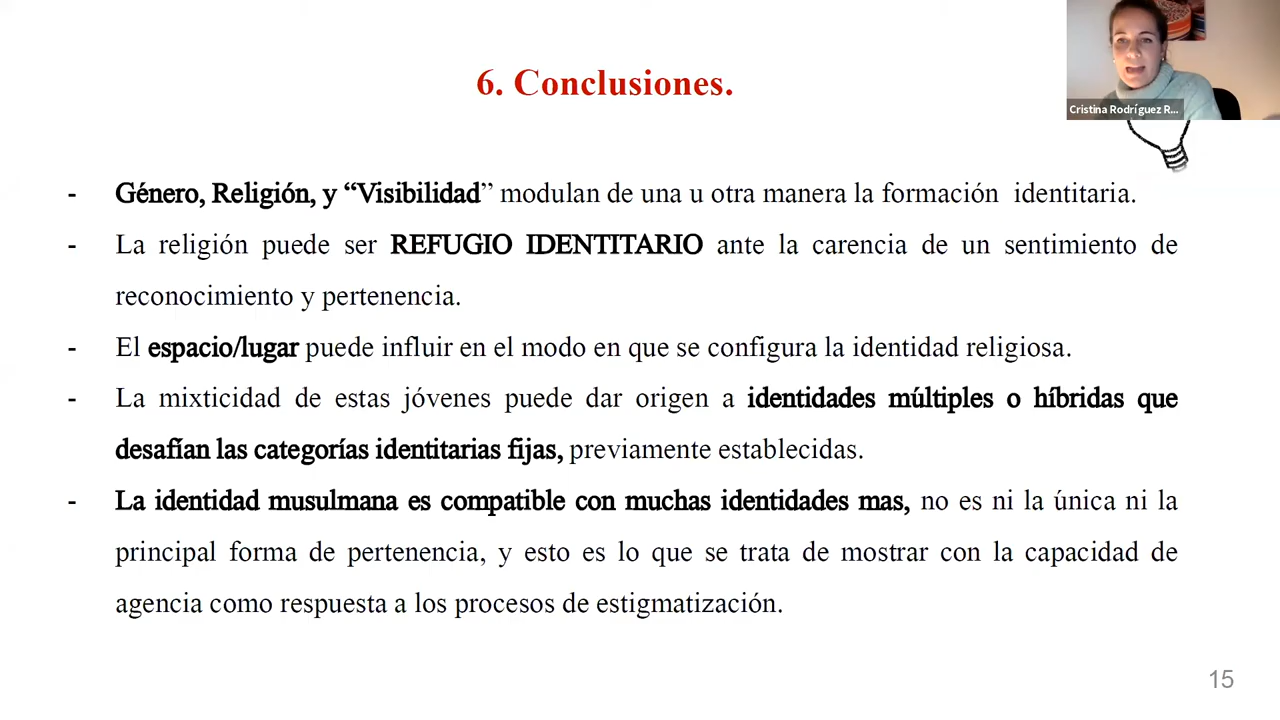 6. Conclusiones.
Cristina Rodríguez R...
- Género, Religión, y “Visibilidad” modulan de una u otra manera la formación identitaria.
- La religión puede ser REFUGIO IDENTITARIO ante la carencia de un sentimiento de
reconocimiento y pertenencia.
- El espacio/lugar puede influir en el modo en que se configura la identidad religiosa.
- La mixticidad de estas jóvenes puede dar origen a identidades múltiples o híbridas que
desafían las categorías identitarias fijas, previamente establecidas.
- La identidad musulmana es compatible con muchas identidades mas, no es ni la única ni la
principal forma de pertenencia, y esto es lo que se trata de mostrar con la capacidad de
agencia como respuesta a los procesos de estigmatización.
15